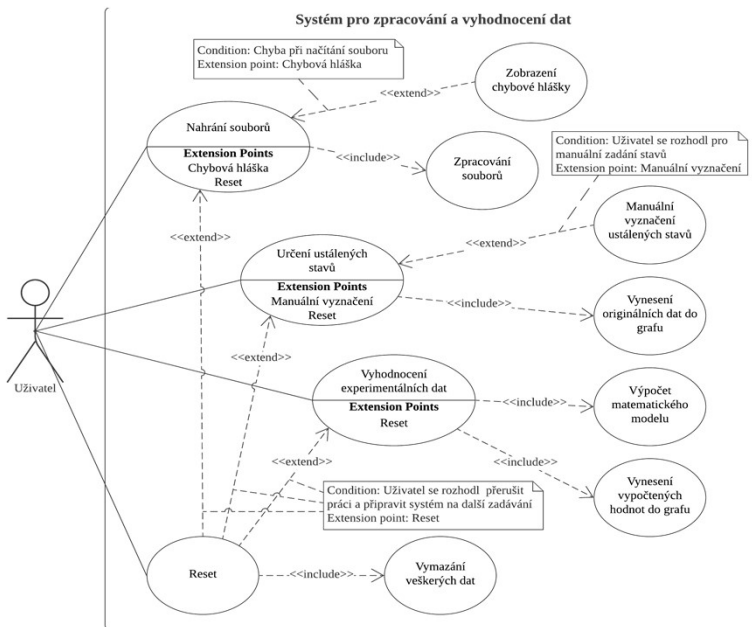 Systém pro zpracování a vyhodnocení dat
Condition: Chyba při načítání souboru
Extension point: Chybová hláška
Zobrazení
chybové hlášky
<<extend>>
Nahrání souborů
Extension Points
Chybová hláška
Reset
<<include>>
Zpracování
souborů
Condition: Uživatel se rozhodl pro
manuální zadání stavů
Extension point: Manuální vyznačení
Manuální
vyznačení
ustálených stavů
<<extend>>
<<extend>>
Určení ustálených
stavů
Extension Points
Manuální vyznačení
Reset
<<include>>
Vynesení
originálních dat do
grafu
Uživatel
<<extend>>
Vyhodnocení
experimentálních dat
Extension Points
Reset
<<include>>
Výpočet
matematického
modelu
<<extend>>
<<include>>
Vynesení
vypočtených
hodnot do grafu
Condition: Uživatel se rozhodl přerušit
práci a připravit systém na další zadávání
Extension point: Reset
Reset
<<include>>
Vymazání
veškerých dat